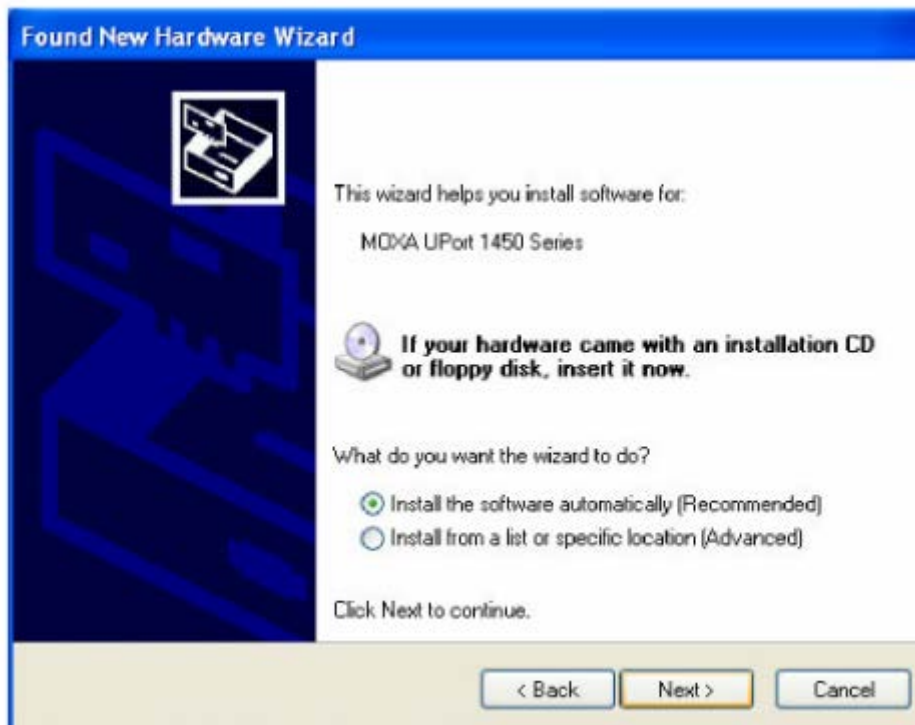 Found New Hardware Wizard
This wizard helps you install software for:
MOXA UPort 1450 Series
If your hardware came with an installation CD
or floppy disk, insert it now.
What do you want the wizard to do?
Install the software automatically (Recommended)
Install from a list or specific location (Advanced)
Click Next to continue.
< Back
Next >
Cancel